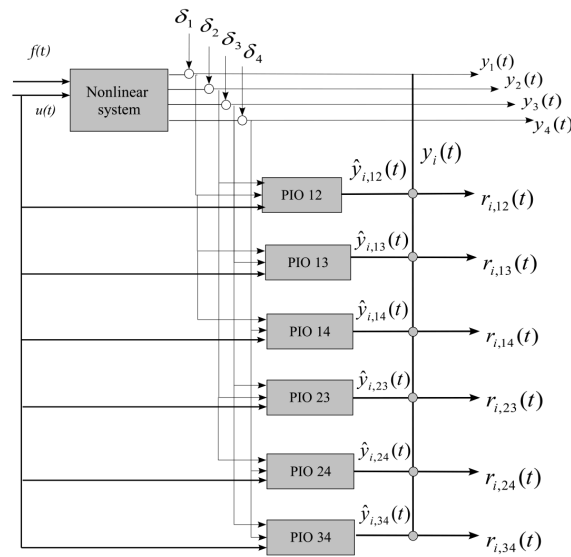 δ₁
δ₂
δ₃
δ₄
f(t)
u(t)
Nonlinear
system
y₁(t)
y₂(t)
y₃(t)
y₄(t)
yᵢ(t)
PIO 12
ŷᵢ,₁₂(t)
rᵢ,₁₂(t)
PIO 13
ŷᵢ,₁₃(t)
rᵢ,₁₃(t)
PIO 14
ŷᵢ,₁₄(t)
rᵢ,₁₄(t)
PIO 23
ŷᵢ,₂₃(t)
rᵢ,₂₃(t)
PIO 24
ŷᵢ,₂₄(t)
rᵢ,₂₄(t)
PIO 34
ŷᵢ,₃₄(t)
rᵢ,₃₄(t)